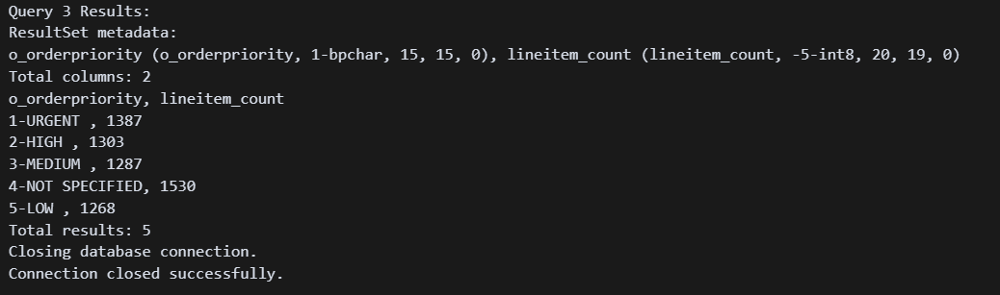 Query 3 Results:
ResultSet metadata:
o_orderpriority (o_orderpriority, 1-bpchar, 15, 15, 0), lineitem_count (lineitem_count, -5-int8, 20, 19, 0)
Total columns: 2
o_orderpriority, lineitem_count
1-URGENT , 1387
2-HIGH , 1303
3-MEDIUM , 1287
4-NOT SPECIFIED, 1530
5-LOW , 1268
Total results: 5
Closing database connection.
Connection closed successfully.